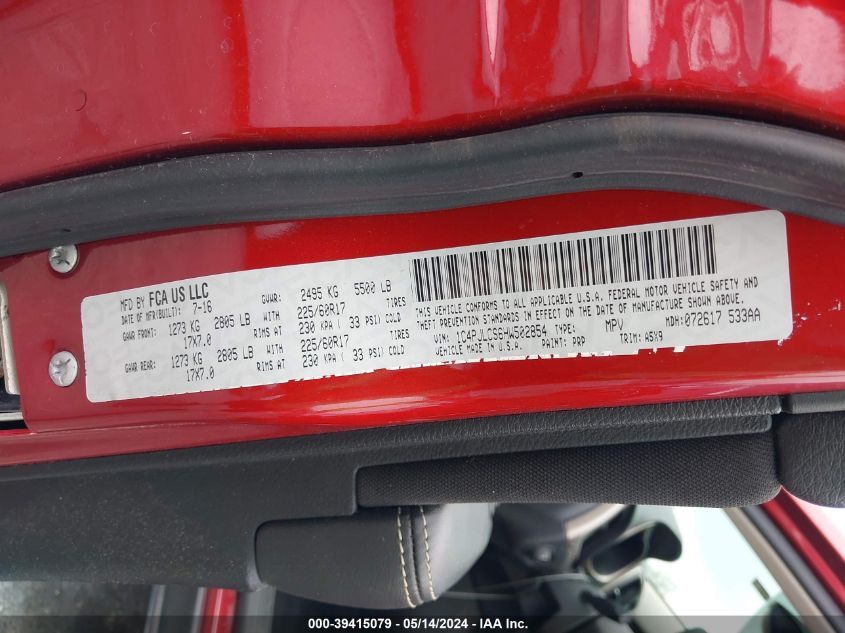 MFD BY FCA US LLC
DATE OF MFR(BUILT): 7-16 GVWR: 2495 KG 5500 LB
GAWR FRONT: 1273 KG 2805 LB WITH 225/60R17 TIRES
17X7.0 RIMS AT 230 KPA ( 33 PSI) COLD
GAWR REAR: 1273 KG 2805 LB WITH 225/60R17 TIRES
17X7.0 RIMS AT 230 KPA ( 33 PSI) COLD
THIS VEHICLE CONFORMS TO ALL APPLICABLE U.S.A. FEDERAL MOTOR VEHICLE SAFETY AND
THEFT PREVENTION STANDARDS IN EFFECT ON THE DATE OF MANUFACTURE SHOWN ABOVE.
VIN: 1C4PJLCS6HW502854 TYPE: MPV MDH: 072617 533AA
VEHICLE MADE IN U.S.A. PAINT: PRP TRIM: A5X9
000-39415079 - 05/14/2024 - IAAI.COM